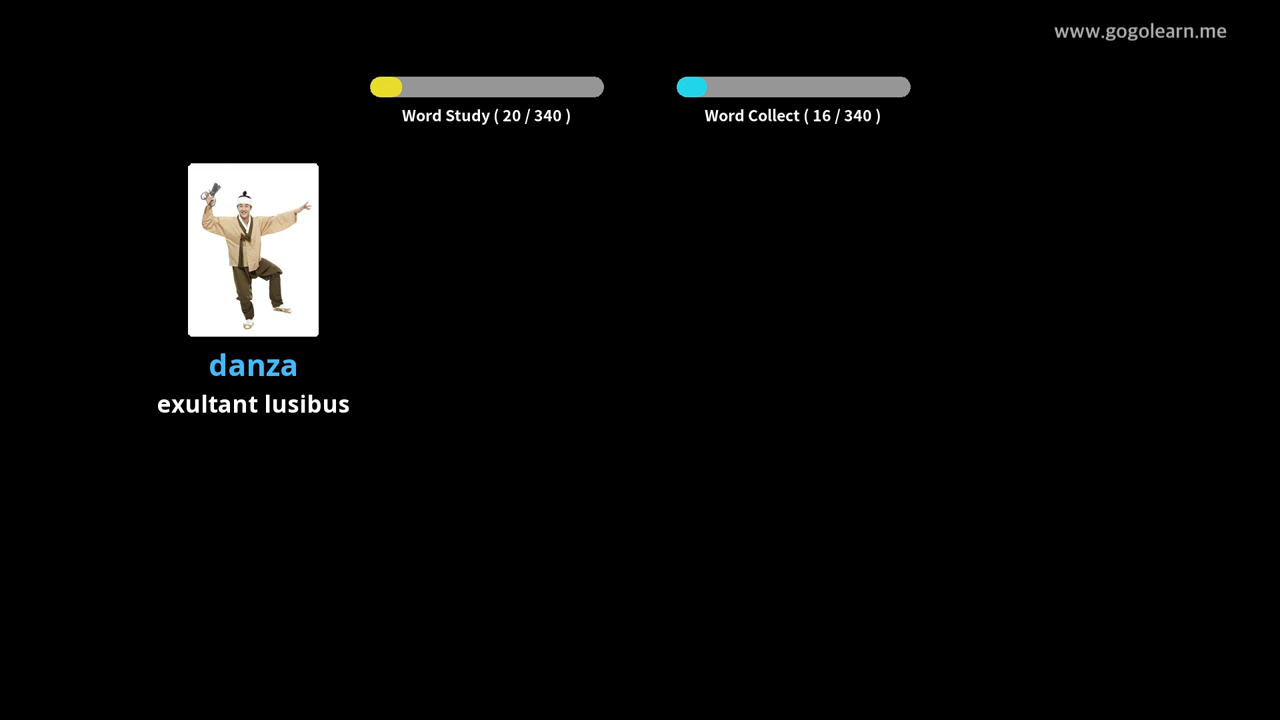 www.gogolearn.me
Word Study ( 20 / 340 )
Word Collect ( 16 / 340 )
danza
exultant lusibus